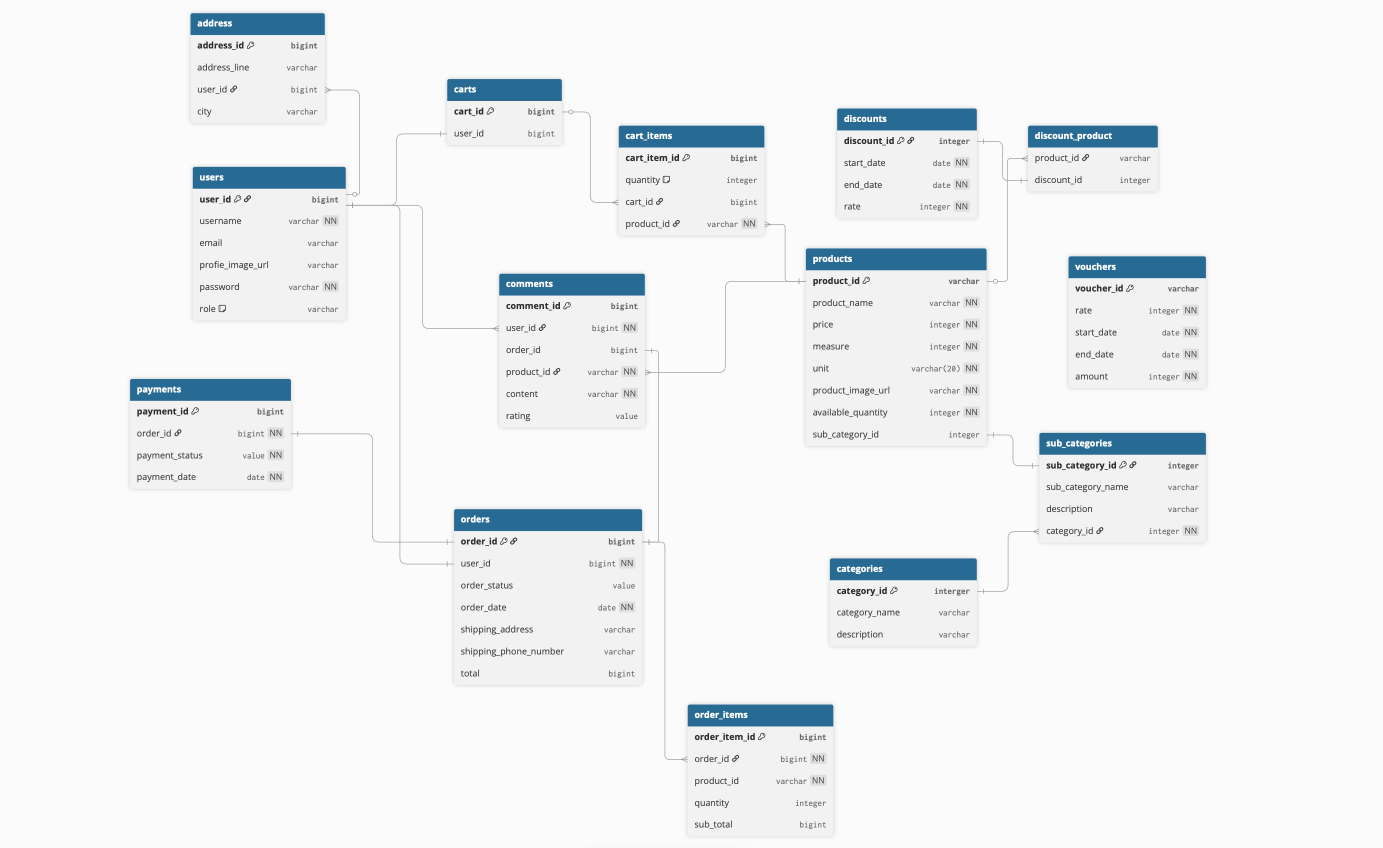 address
address_id bigint
address_line varchar
user_id bigint
city varchar
carts
cart_id bigint
user_id bigint
cart_items
cart_item_id bigint
quantity integer
cart_id bigint
product_id varchar NN
discounts
discount_id integer
start_date date NN
end_date date NN
rate integer NN
discount_product
product_id varchar
discount_id integer
users
user_id bigint
username varchar NN
email varchar
profie_image_url varchar
password varchar NN
role varchar
comments
comment_id bigint
user_id bigint NN
order_id bigint
product_id varchar NN
content varchar NN
rating value
products
product_id varchar
product_name varchar NN
price integer NN
measure integer NN
unit varchar(20) NN
product_image_url varchar NN
available_quantity integer NN
sub_category_id integer
vouchers
voucher_id varchar
rate integer NN
start_date date NN
end_date date NN
amount integer NN
payments
payment_id bigint
order_id bigint NN
payment_status value NN
payment_date date NN
sub_categories
sub_category_id integer
sub_category_name varchar
description varchar
category_id integer NN
orders
order_id bigint
user_id bigint NN
order_status value
order_date date NN
shipping_address varchar
shipping_phone_number varchar
total bigint
categories
category_id interger
category_name varchar
description varchar
order_items
order_item_id bigint
order_id bigint NN
product_id varchar NN
quantity integer
sub_total bigint